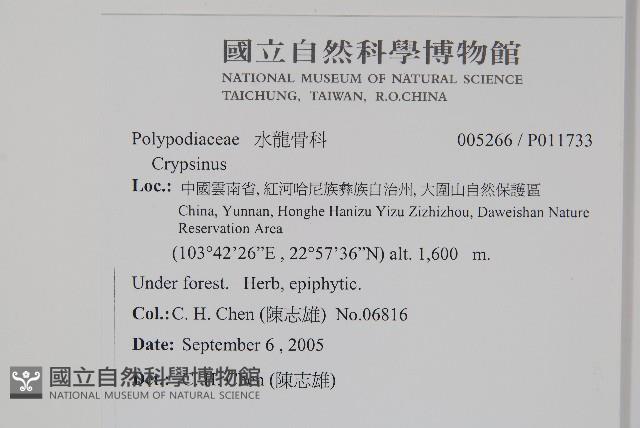 國立自然科學博物館
NATIONAL MUSEUM OF NATURAL SCIENCE
TAICHUNG, TAIWAN, R.O.CHINA
Polypodiaceae 水龍骨科 005266 / P011733
Crypsinus
Loc.: 中國雲南省, 紅河哈尼族彝族自治州, 大圍山自然保護區
China, Yunnan, Honghe Hanizu Yizu Zizhizhou, Daweishan Nature
Reservation Area
(103°42’26”E , 22°57’36”N) alt. 1,600 m.
Under forest. Herb, epiphytic.
Col.: C. H. Chen (陳志雄) No.06816
Date: September 6 , 2005
Det.: C. H. Chen (陳志雄)
國立自然科學博物館
NATIONAL MUSEUM OF NATURAL SCIENCE